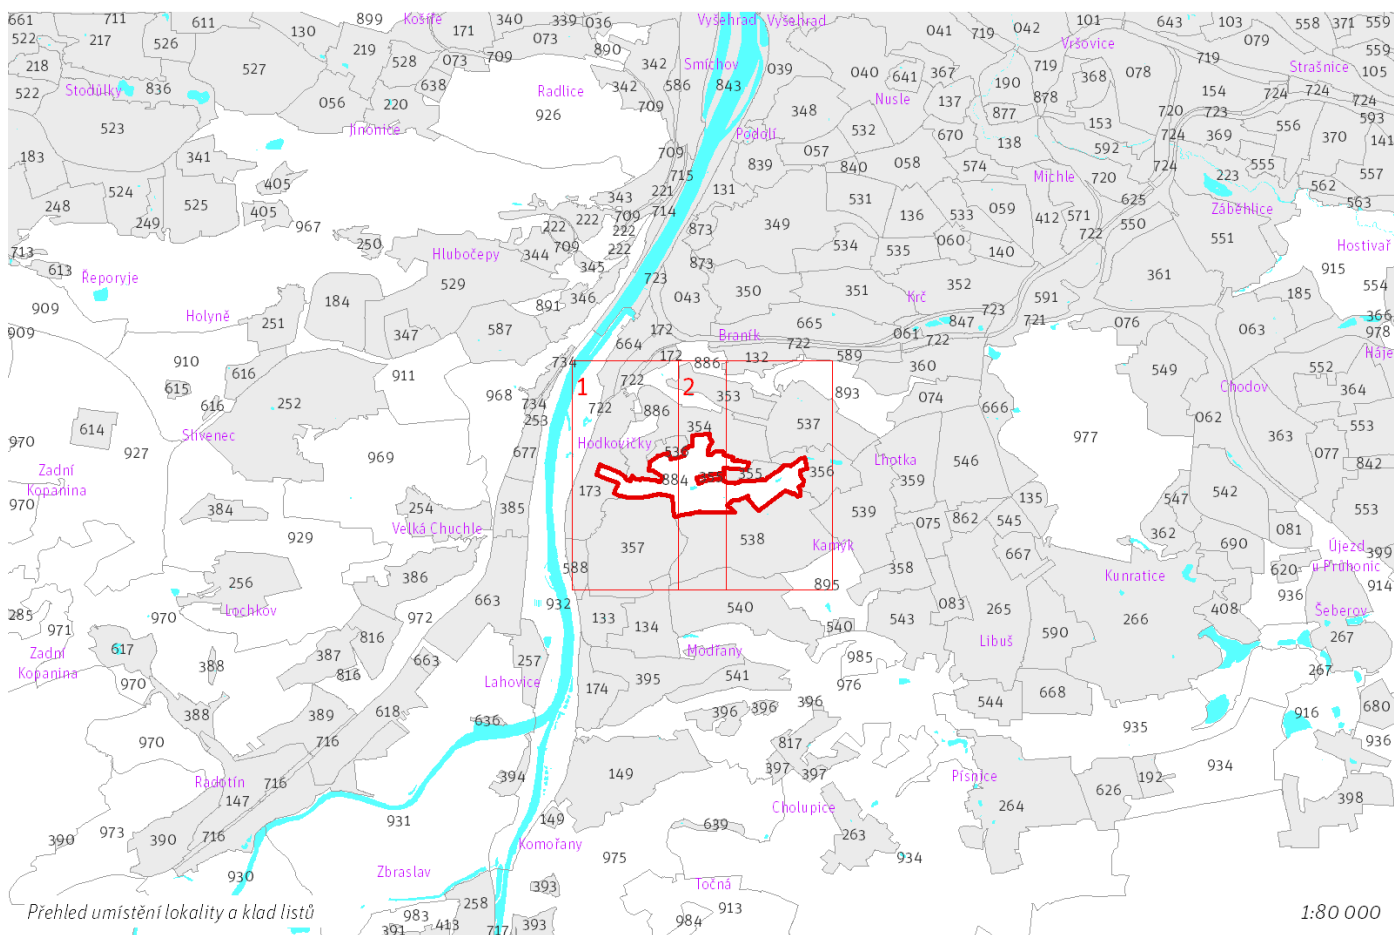 661 711 611 899 Košíře 340 339 036 Vyšehrad Vyšehrad 041 719 042 101 643 103 558 371 559
522 217 526 130 219 171 073 890 342 Vršovice 079 559
218 527 528 073 709 Smíchov 039 040 641 367 719 368 078 719 Strašnice 105
522 Stodůlky 836 638 Radlice 342 586 843 Nusle 137 190 878 154 724 724 724
056 220 926 709 348 877 720 723 593
523 Jinonice Podolí 532 670 138 153 724 369 556 370 141
183 341 709 839 057 840 058 574 592 724 555 557
405 715 Michle 720 223 562
248 524 525 343 221 131 531 059 625 563
249 405 967 222 709 714 349 136 533 412 571 550 Záběhlice
250 222 222 873 534 535 060 722 551 Hostivař
713 Hlubočepy 344 709 222 140
613 Řeporyje 529 345 723 873 361 915 554
909 184 891 346 043 350 351 Krč 352 591 185
Holyně 251 587 172 665 061 847 723 721 076 063 366
909 347 664 Braník 722 722 978
910 616 911 734 172 886 132 589 360 549 552 Háje
615 968 1 722 2 353 893 074 Chodov 364
616 252 734 886 666 062
614 Slivenec 253 722 354 537 553
970 927 969 677 Hodkovičky 977 363
Zadní 355 356 Lhotka 546 077 842
Kopanina 173 884 359 542
970 384 254 385 539 135 547 553
929 Velká Chuchle 075 862 545 081
357 538 Kamýk 362 690 Újezd 399
256 386 588 358 667 Kunratice 620 u Průhonic
895 936 914
285 Lochkov 663 932 540 083 265 408 Šeberov
971 970 972 133 134 540 543 266 267
Zadní 617 816 Libuš 590
Kopanina 388 387 663 257 Modřany 985 267
970 816 Lahovice 395 541 976 668
174 544 680
388 389 618 636 396 396 396 916
970 716 935 936
817
Radotín 716 394 149 397 397 Písnice 934
147 626 192
931 149 Cholupice 264 398
390 973 390 716 639 263
Komořany 975 934
930 Zbraslav
393 Točná
258 913
Přehled umístění lokality a klad listů 983 413 393 984 1:80 000
391 717